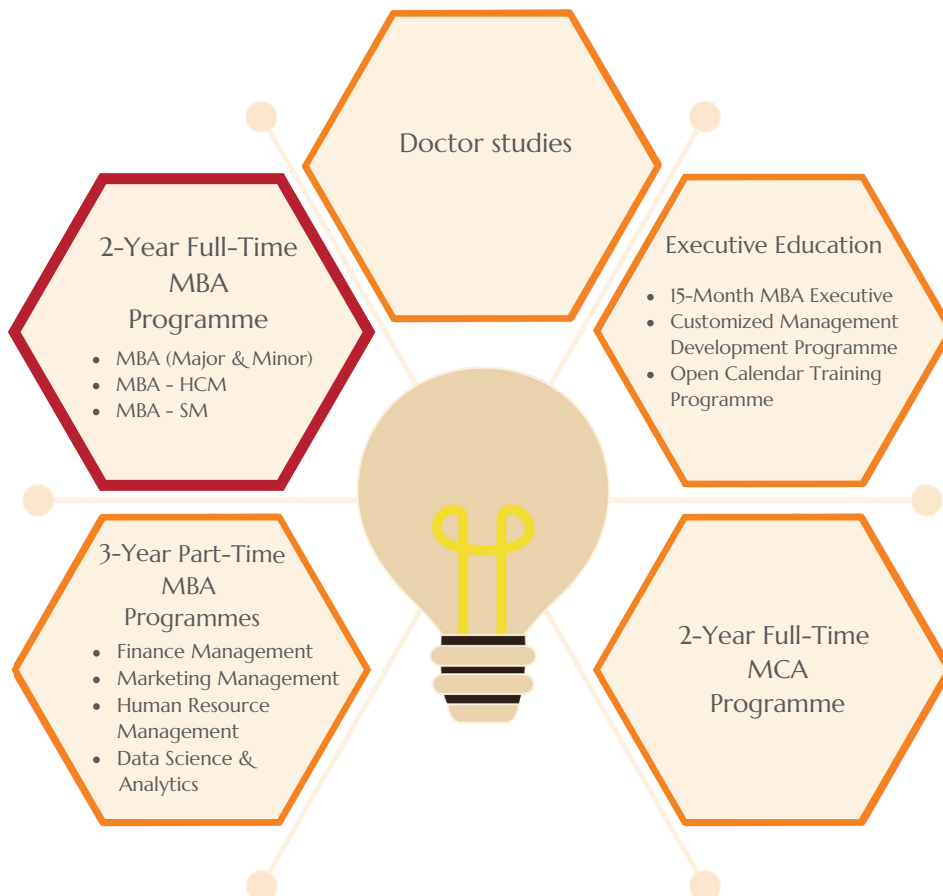 Doctor studies
2-Year Full-Time
MBA
Programme
• MBA (Major & Minor)
• MBA - HCM
• MBA - SM
Executive Education
• 15-Month MBA Executive
• Customized Management
Development Programme
• Open Calendar Training
Programme
3-Year Part-Time
MBA
Programmes
• Finance Management
• Marketing Management
• Human Resource
Management
• Data Science &
Analytics
2-Year Full-Time
MCA
Programme